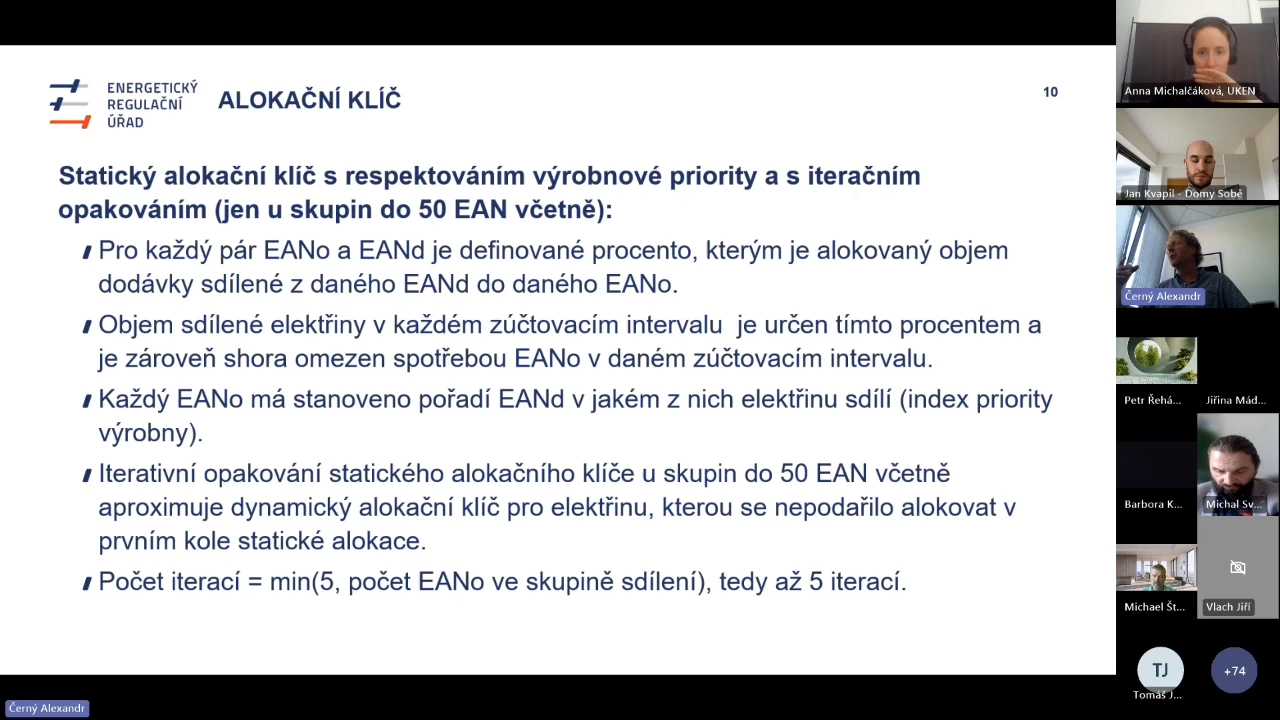 ENERGETICKÝ
REGULAČNÍ
ÚŘAD
ALOKAČNÍ KLÍČ
10
Statický alokační klíč s respektováním výrobnové priority a s iteračním
opakováním (jen u skupin do 50 EAN včetně):
Pro každý pár EANo a EANd je definované procento, kterým je alokovaný objem
dodávky sdílené z daného EANd do daného EANo.
Objem sdílené elektřiny v každém zúčtovacím intervalu je určen tímto procentem a
je zároveň shora omezen spotřebou EANo v daném zúčtovacím intervalu.
Každý EANo má stanoveno pořadí EANd v jakém z nich elektřinu sdílí (index priority
výrobny).
Iterativní opakování statického alokačního klíče u skupin do 50 EAN včetně
aproximuje dynamický alokační klíč pro elektřinu, kterou se nepodařilo alokovat v
prvním kole statické alokace.
Počet iterací = min(5, počet EANo ve skupině sdílení), tedy až 5 iterací.
Anna Michalčáková, UKEN
Jan Kvapil - Domy Sobě
Černý Alexandr
Petr Řehá...
Jiřina Mád...
Barbora K...
Michal Sv...
Michael Št...
Vlach Jiří
TJ
Tomáš J...
+74
Černý Alexandr